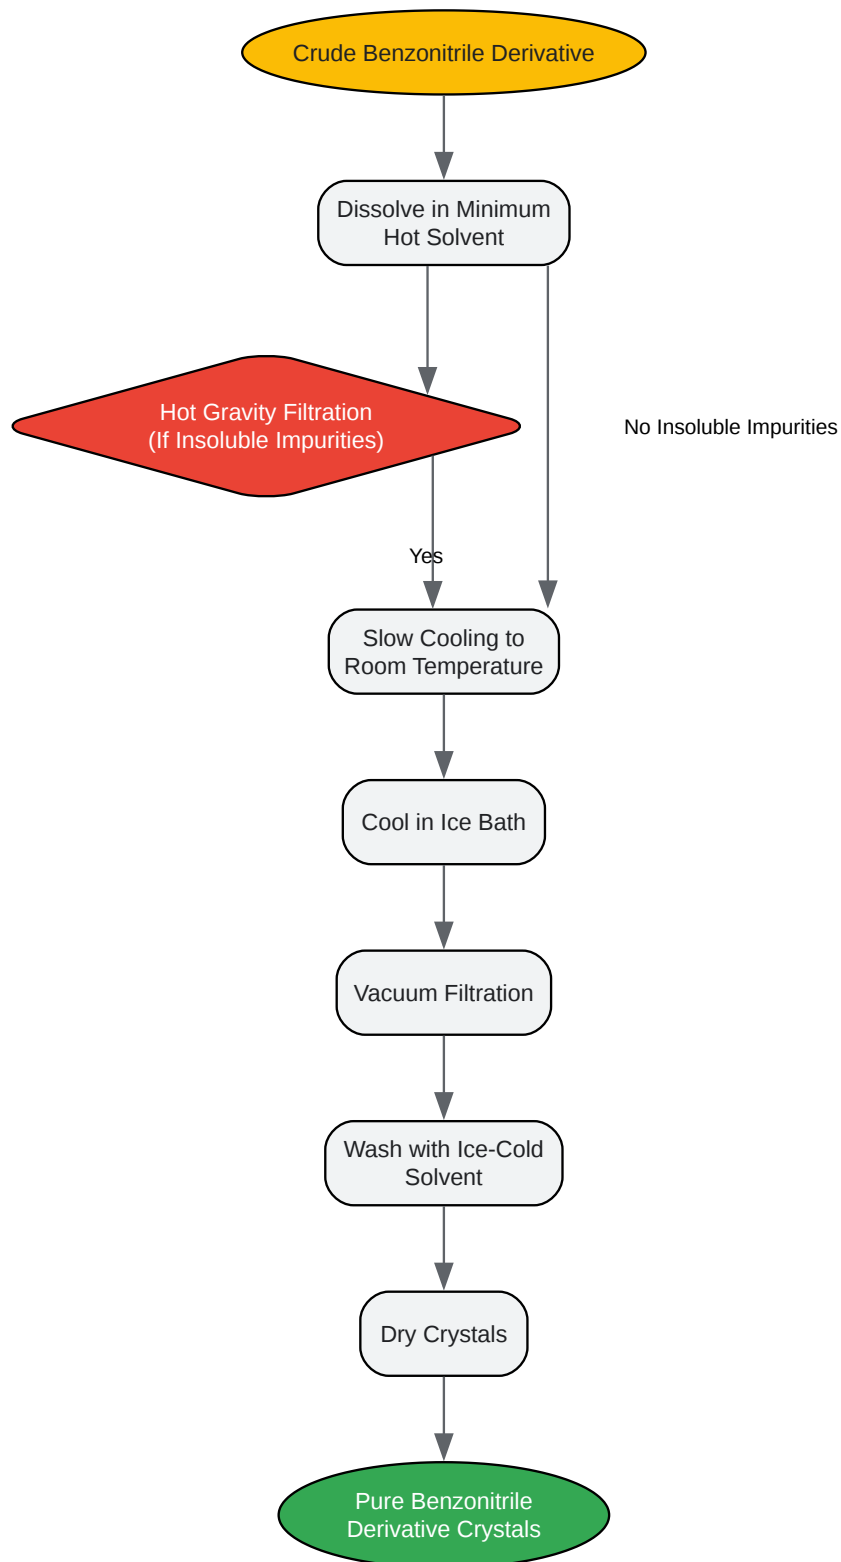 Crude Benzonitrile Derivative
Dissolve in Minimum
Hot Solvent
Hot Gravity Filtration
(If Insoluble Impurities)
No Insoluble Impurities
Yes
Slow Cooling to
Room Temperature
Cool in Ice Bath
Vacuum Filtration
Wash with Ice-Cold
Solvent
Dry Crystals
Pure Benzonitrile
Derivative Crystals